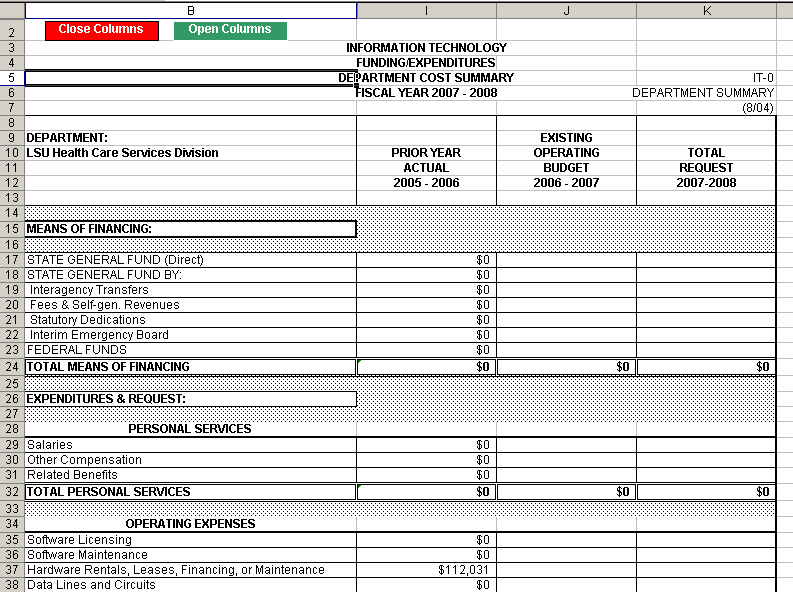 B I J K
2 Close Columns Open Columns
3 INFORMATION TECHNOLOGY
4 FUNDING/EXPENDITURES
5 DEPARTMENT COST SUMMARY IT-0
6 FISCAL YEAR 2007 - 2008 DEPARTMENT SUMMARY
7 (8/04)
8
9 DEPARTMENT: EXISTING
10 LSU Health Care Services Division PRIOR YEAR OPERATING TOTAL
11 ACTUAL BUDGET REQUEST
12 2005 - 2006 2006 - 2007 2007-2008
13
14
15 MEANS OF FINANCING:
16
17 STATE GENERAL FUND (Direct) $0
18 STATE GENERAL FUND BY: $0
19 Interagency Transfers $0
20 Fees & Self-gen. Revenues $0
21 Statutory Dedications $0
22 Interim Emergency Board $0
23 FEDERAL FUNDS $0
24 TOTAL MEANS OF FINANCING $0 $0 $0
25
26 EXPENDITURES & REQUEST:
27
28 PERSONAL SERVICES
29 Salaries $0
30 Other Compensation $0
31 Related Benefits $0
32 TOTAL PERSONAL SERVICES $0 $0 $0
33
34 OPERATING EXPENSES
35 Software Licensing $0
36 Software Maintenance $0
37 Hardware Rentals, Leases, Financing, or Maintenance $112,031
38 Data Lines and Circuits $0